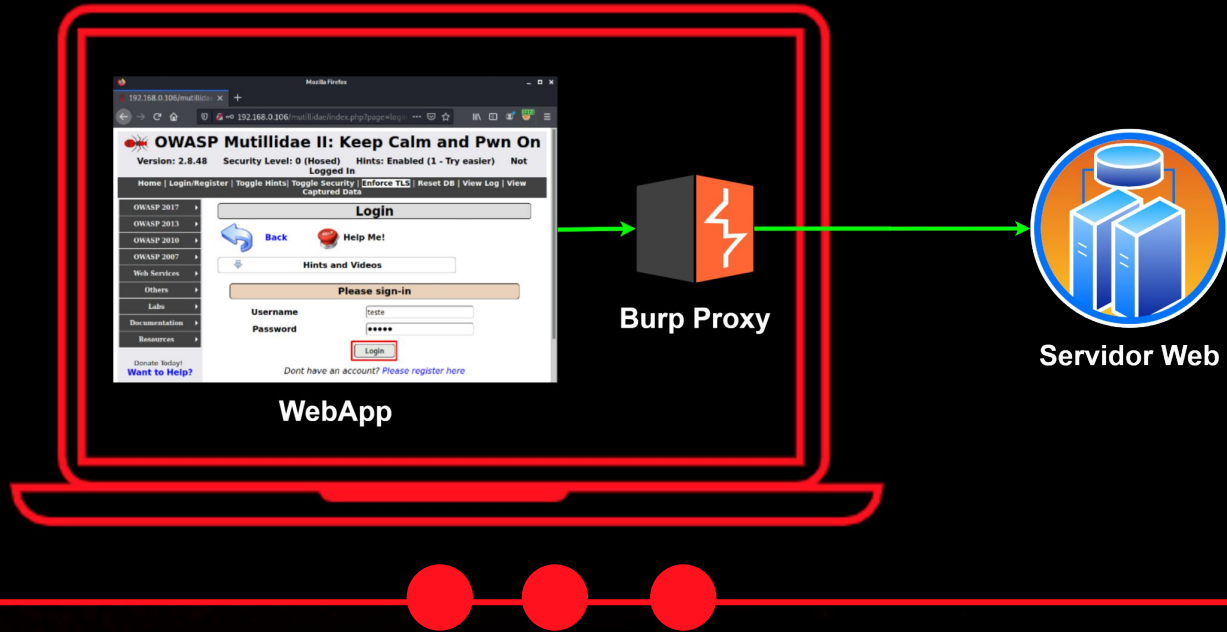 Mozilla Firefox
192.168.0.106/mutillidae
192.168.0.106/mutillidae/index.php?page=login
OWASP Mutillidae II: Keep Calm and Pwn On
Version: 2.8.48 Security Level: 0 (Hosed) Hints: Enabled (1 - Try easier) Not
Logged In
Home | Login/Register | Toggle Hints| Toggle Security | Enforce TLS | Reset DB | View Log | View
Captured Data
OWASP 2017
OWASP 2013
OWASP 2010
OWASP 2007
Web Services
Others
Labs
Documentation
Resources
Donate Today!
Want to Help?
Login
Back
Help Me!
Hints and Videos
Please sign-in
Username
teste
Password
•••••
Login
Dont have an account? Please register here
WebApp
Burp Proxy
Servidor Web